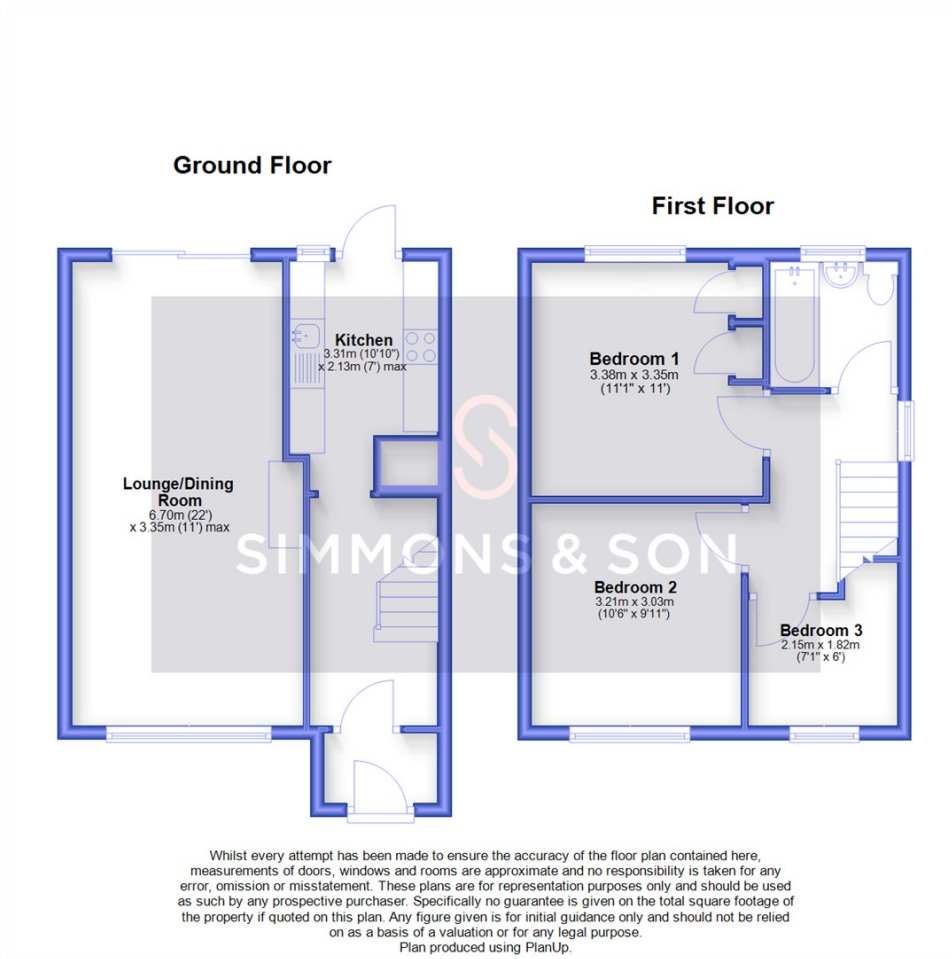 Ground Floor
First Floor
Kitchen
3.31m (10'10")
x 2.13m (7') max
Bedroom 1
3.38m x 3.35m
(11'1" x 11')
Lounge/Dining
Room
6.70m (22')
x 3.35m (11') max
SIMMONS & SON
Bedroom 2
3.21m x 3.03m
(10'6" x 9'11")
Bedroom 3
2.15m x 1.82m
(7'1" x 6')
Whilst every attempt has been made to ensure the accuracy of the floor plan contained here,
measurements of doors, windows and rooms are approximate and no responsibility is taken for any
error, omission or misstatement. These plans are for representation purposes only and should be used
as such by any prospective purchaser. Specifically no guarantee is given on the total square footage of
the property if quoted on this plan. Any figure given is for initial guidance only and should not be relied
on as a basis of a valuation or for any legal purpose.
Plan produced using PlanUp.